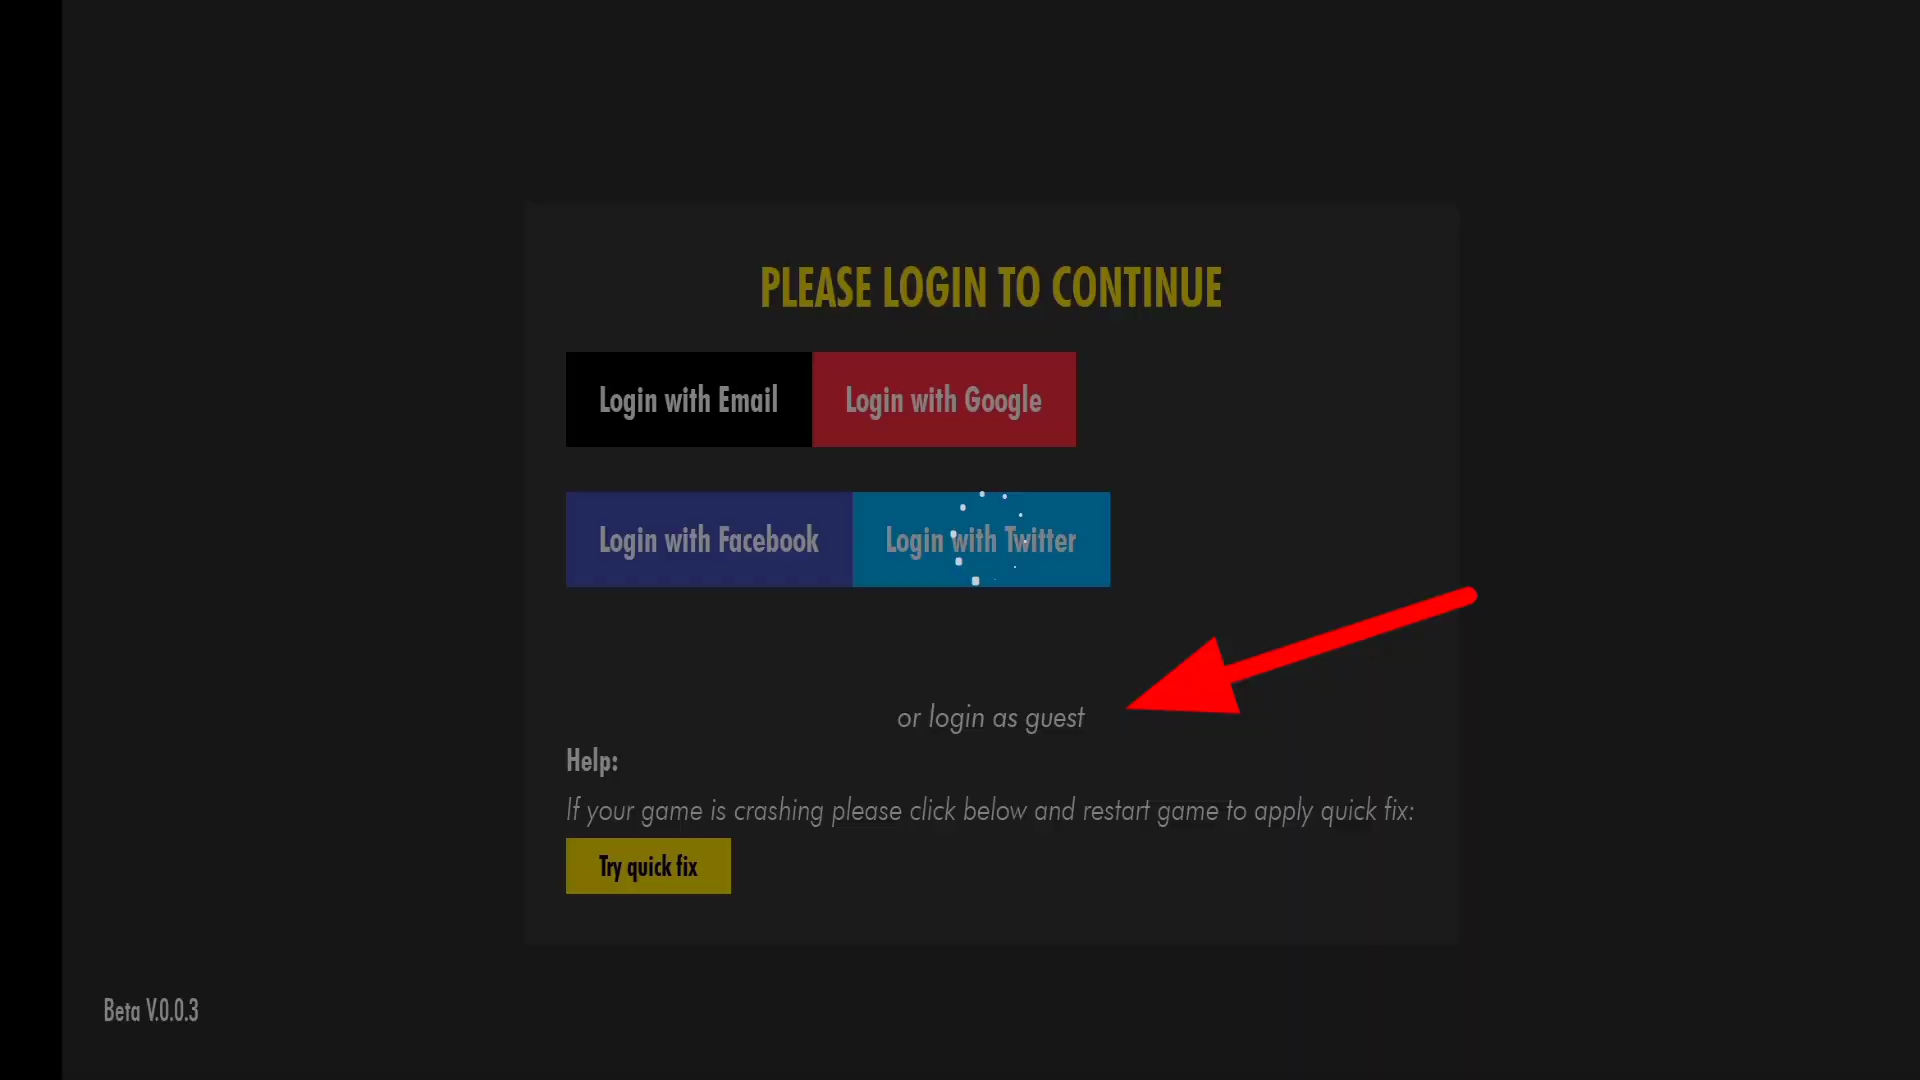 PLEASE LOGIN TO CONTINUE
Login with Email Login with Google
Login with Facebook Login with Twitter
or login as guest
Help:
If your game is crashing please click below and restart game to apply quick fix:
Try quick fix
Beta V.0.0.3